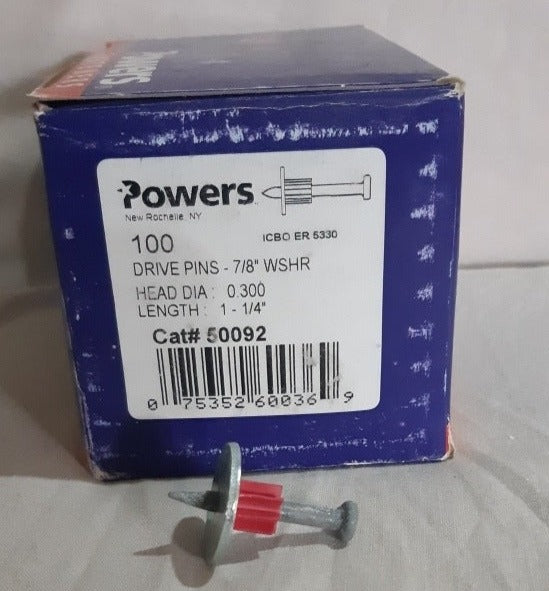 Powers
Powers
New Rochelle, NY
100
ICBO ER 5330
DRIVE PINS - 7/8" WSHR
HEAD DIA : 0.300
LENGTH : 1 - 1/4"
Cat# 50092
0 75352 60036 9